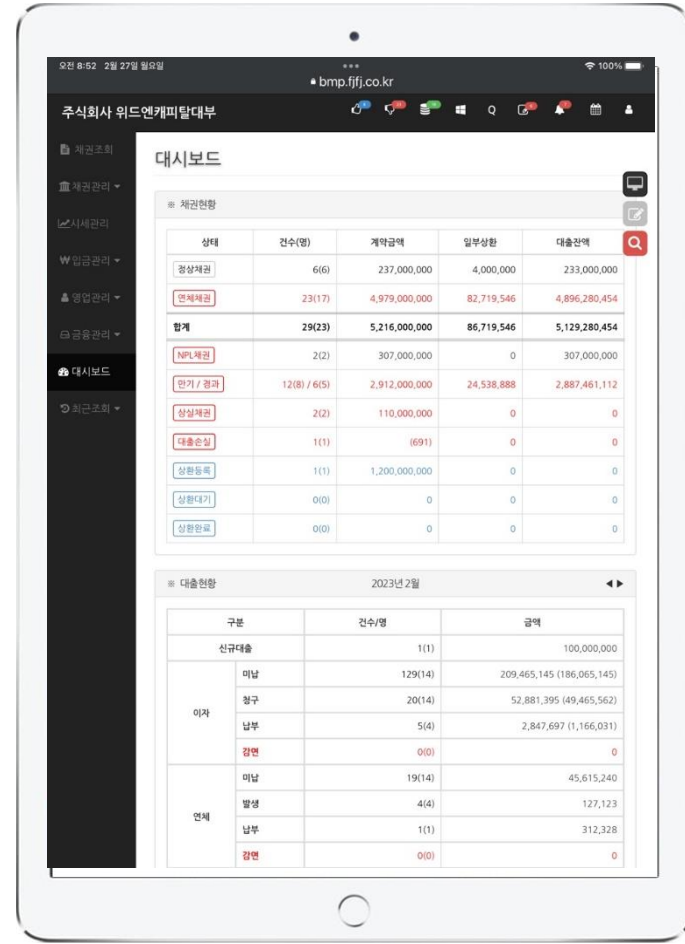 오전 8:52 2월 27일 월요일 100%
bmp.fjfj.co.kr
주식회사 위드엔캐피탈대부
채권조회
채권관리
시세관리
입금관리
영업관리
금융관리
대시보드
최근조회
대시보드
※ 채권현황
상태 건수(명) 계약금액 일부상환 대출잔액
정상채권 6(6) 237,000,000 4,000,000 233,000,000
연체채권 23(17) 4,979,000,000 82,719,546 4,896,280,454
합계 29(23) 5,216,000,000 86,719,546 5,129,280,454
NPL채권 2(2) 307,000,000 0 307,000,000
만기 / 경과 12(8) / 6(5) 2,912,000,000 24,538,888 2,887,461,112
상실채권 2(2) 110,000,000 0 0
대출손실 1(1) (691) 0 0
상환등록 1(1) 1,200,000,000 0 0
상환대기 0(0) 0 0 0
상환완료 0(0) 0 0 0
※ 대출현황 2023년 2월 ◀ ▶
구분 건수/명 금액
신규대출 1(1) 100,000,000
이자
미납 129(14) 209,465,145 (186,065,145)
청구 20(14) 52,881,395 (49,465,562)
납부 5(4) 2,847,697 (1,166,031)
감면 0(0) 0
연체
미납 19(14) 45,615,240
발생 4(4) 127,123
납부 1(1) 312,328
감면 0(0) 0